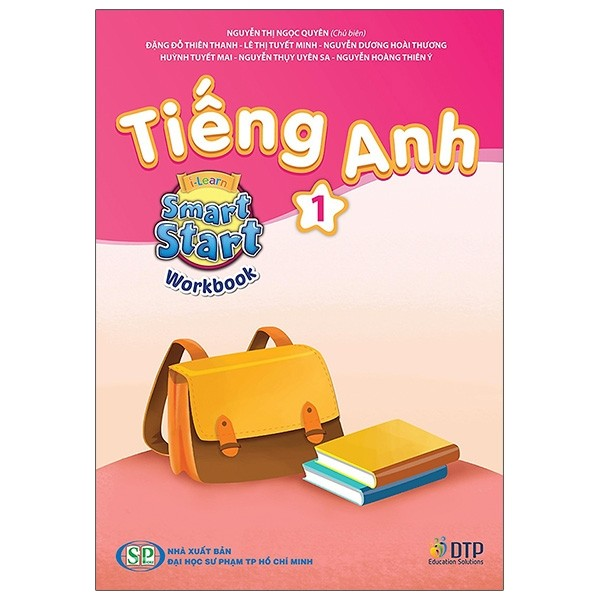 NGUYỄN THỊ NGỌC QUYÊN (Chủ biên)
ĐẶNG ĐỖ THIÊN THANH - LÊ THỊ TUYẾT MINH - NGUYỄN DƯƠNG HOÀI THƯƠNG
HUỲNH TUYẾT MAI - NGUYỄN THỤY UYÊN SA - NGUYỄN HOÀNG THIÊN Ý
Tiếng Anh
i-Learn
Smart
Start
1
Workbook
SP
NHÀ XUẤT BẢN
ĐẠI HỌC SƯ PHẠM TP HỒ CHÍ MINH
DTP
Education Solutions